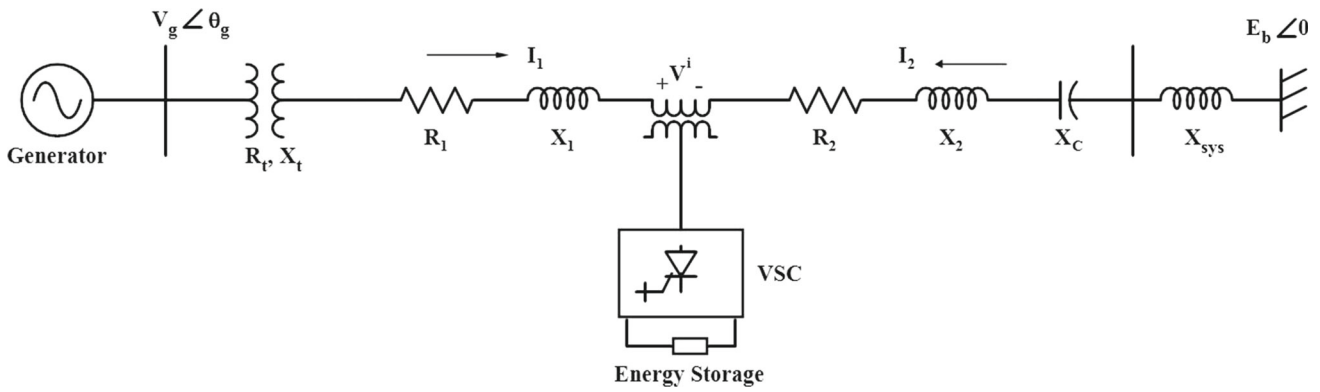 V_g∠θ_g
E_b∠0
I_1
+ V^i -
I_2
Generator
R_t, X_t
R_1
X_1
R_2
X_2
X_C
X_sys
VSC
Energy Storage